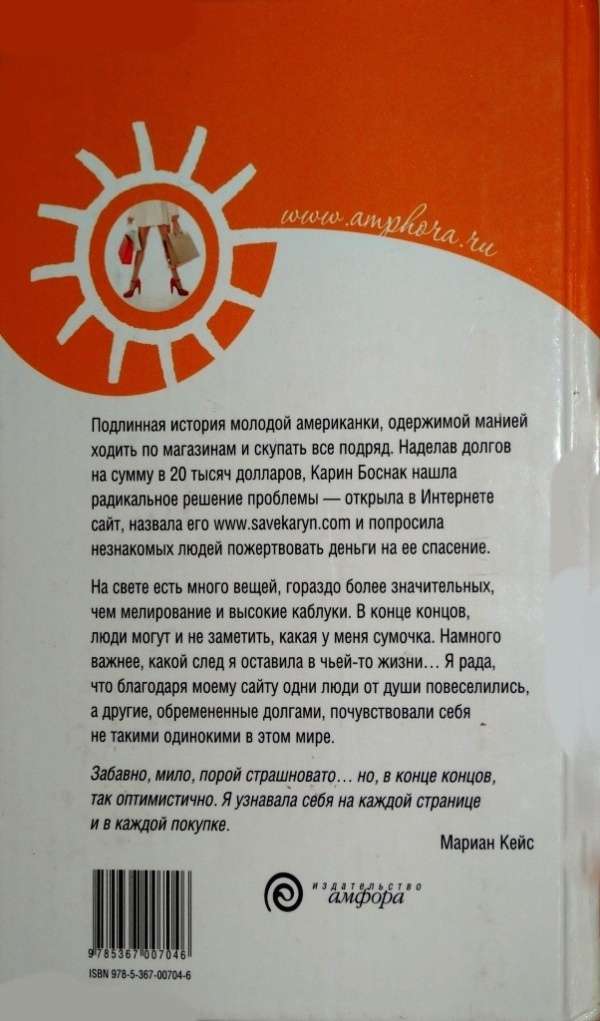 www.amphora.ru
Подлинная история молодой американки, одержимой манией
ходить по магазинам и скупать все подряд. Наделав долгов
на сумму в 20 тысяч долларов, Карин Боснак нашла
радикальное решение проблемы — открыла в Интернете
сайт, назвала его www.savekaryn.com и попросила
незнакомых людей пожертвовать деньги на ее спасение.
На свете есть много вещей, гораздо более значительных,
чем мелирование и высокие каблуки. В конце концов,
люди могут и не заметить, какая у меня сумочка. Намного
важнее, какой след я оставила в чьей-то жизни... Я рада,
что благодаря моему сайту одни люди от души повеселились,
а другие, обремененные долгами, почувствовали себя
не такими одинокими в этом мире.
Забавно, мило, порой страшновато... но, в конце концов,
так оптимистично. Я узнавала себя на каждой странице
и в каждой покупке.
Мариан Кейс
издательство
амфора
9 785367 007046
ISBN 978-5-367-00704-6